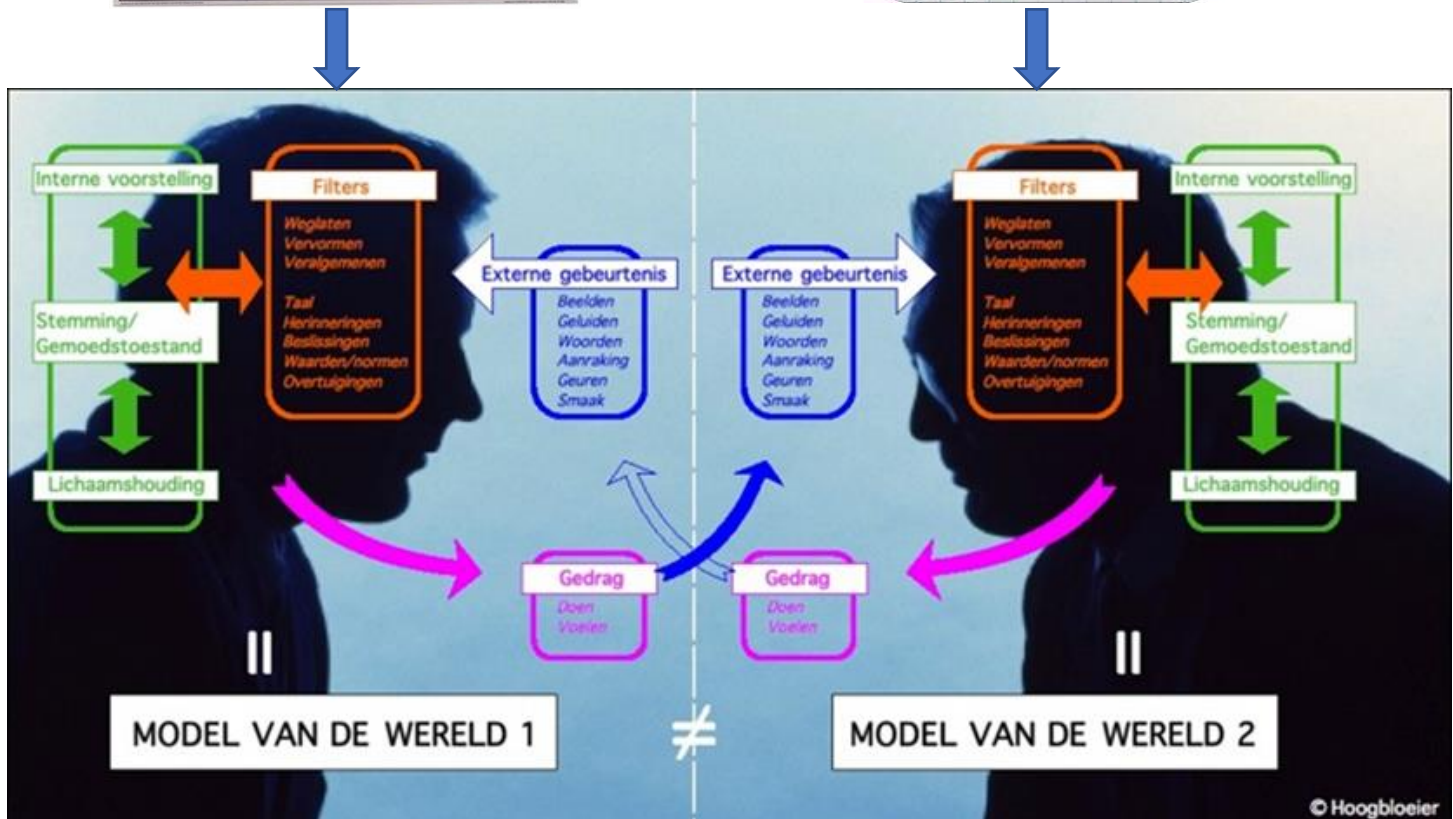 Interne voorstelling
Stemming/
Gemoedstoestand
Lichaamshouding
Filters
Weglaten
Vervormen
Veralgemenen
Taal
Herinneringen
Beslissingen
Waarden/normen
Overtuigingen
Externe gebeurtenis
Beelden
Geluiden
Woorden
Aanraking
Geuren
Smaak
Gedrag
Doen
Voelen
=
MODEL VAN DE WERELD 1
≠
Externe gebeurtenis
Beelden
Geluiden
Woorden
Aanraking
Geuren
Smaak
Filters
Weglaten
Vervormen
Veralgemenen
Taal
Herinneringen
Beslissingen
Waarden/normen
Overtuigingen
Interne voorstelling
Stemming/
Gemoedstoestand
Lichaamshouding
Gedrag
Doen
Voelen
=
MODEL VAN DE WERELD 2
© Hoogbloeier